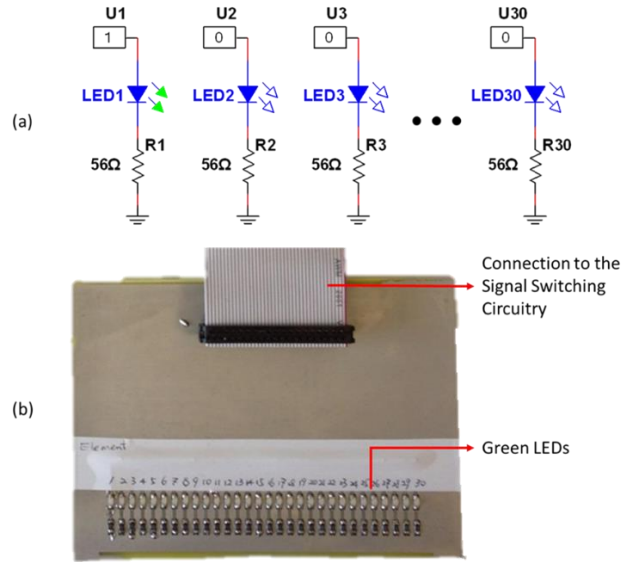 U1 U2 U3 U30
1 0 0 0
LED1 LED2 LED3 LED30
(a)
R1 R2 R3 R30
56Ω 56Ω 56Ω 56Ω
Connection to the
Signal Switching
Circuitry
(b)
Element
Green LEDs
1 2 3 4 5 6 7 8 9 10 11 12 13 14 15 16 17 18 19 20 21 22 23 24 25 26 27 28 29 30